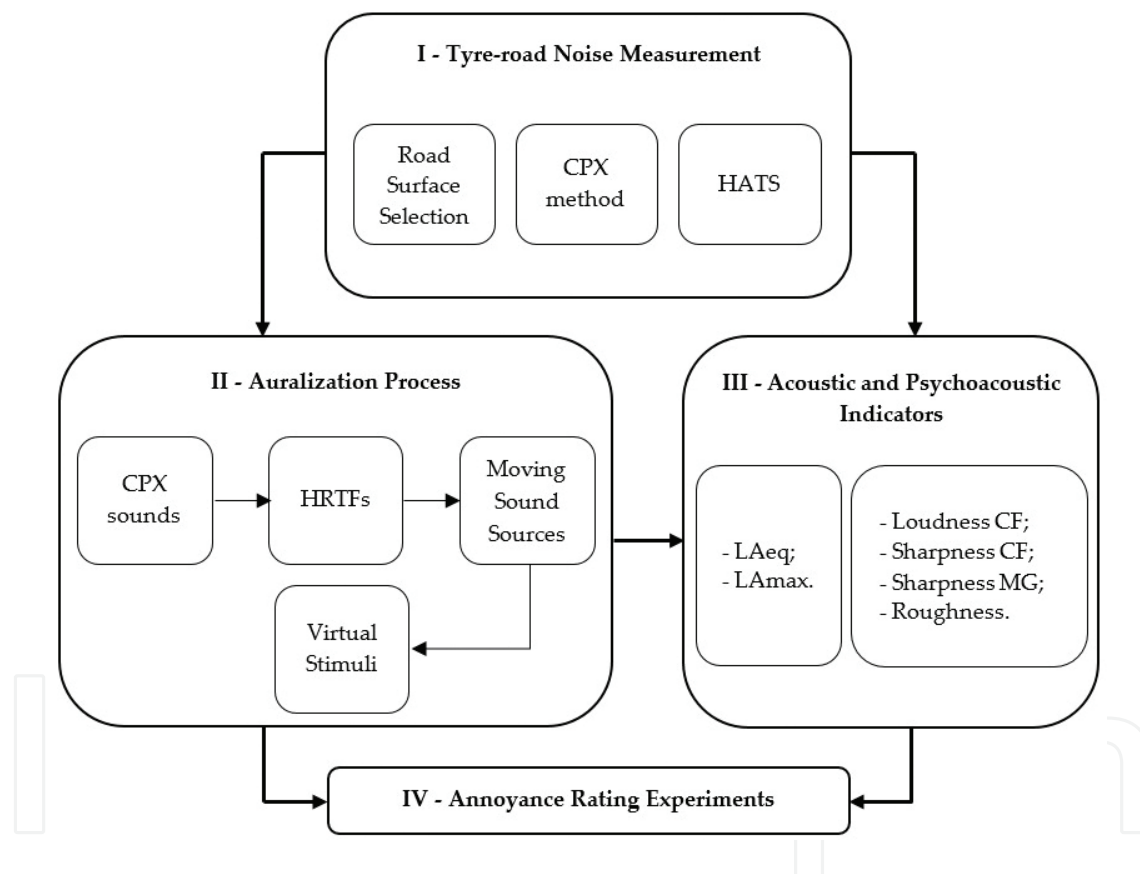 I - Tyre-road Noise Measurement
Road
Surface
Selection
CPX
method
HATS
II - Auralization Process
CPX
sounds
HRTFs
Moving
Sound
Sources
Virtual
Stimuli
III - Acoustic and Psychoacoustic
Indicators
- LAeq;
- LAmax.
- Loudness CF;
- Sharpness CF;
- Sharpness MG;
- Roughness.
IV - Annoyance Rating Experiments